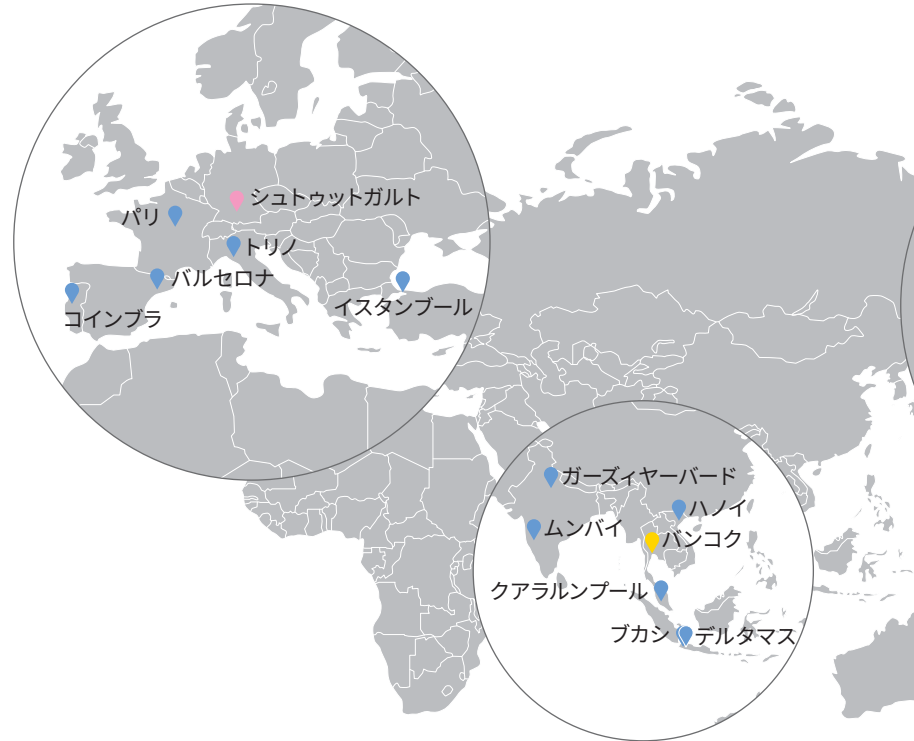 シュトゥットガルト
パリ
トリノ
バルセロナ
イスタンブール
コインブラ
ガーズィヤーバード
ハノイ
ムンバイ
バンコク
クアラルンプール
ブカシ
デルタマス